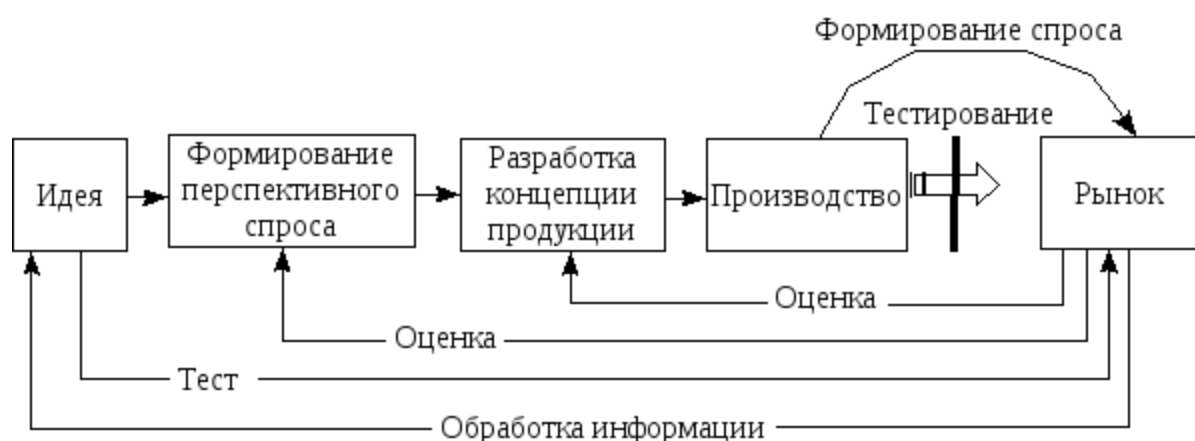 Формирование спроса
Тестирование
Идея
Формирование
перспективного
спроса
Разработка
концепции
продукции
Производство
Рынок
Оценка
Оценка
Тест
Обработка информации